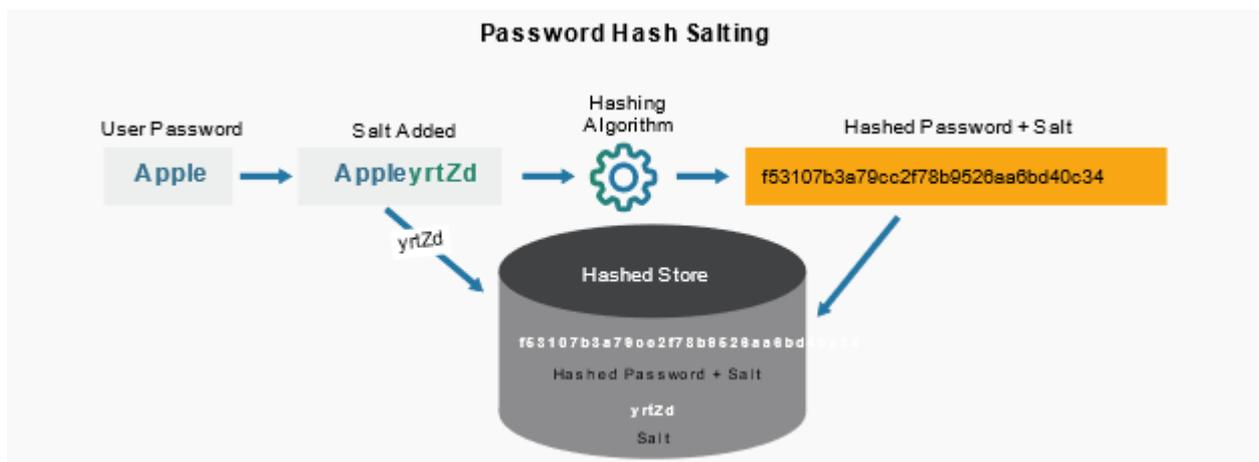 Password Hash Salting
User Password
Salt Added
Hashing
Algorithm
Hashed Password + Salt
Apple
AppleyrtZd
f53107b3a79cc2f78b9526aa6bd40c34
yrtZd
Hashed Store
f53107b3a79cc2f78b9526aa6bd40c34
Hashed Password + Salt
yrtZd
Salt